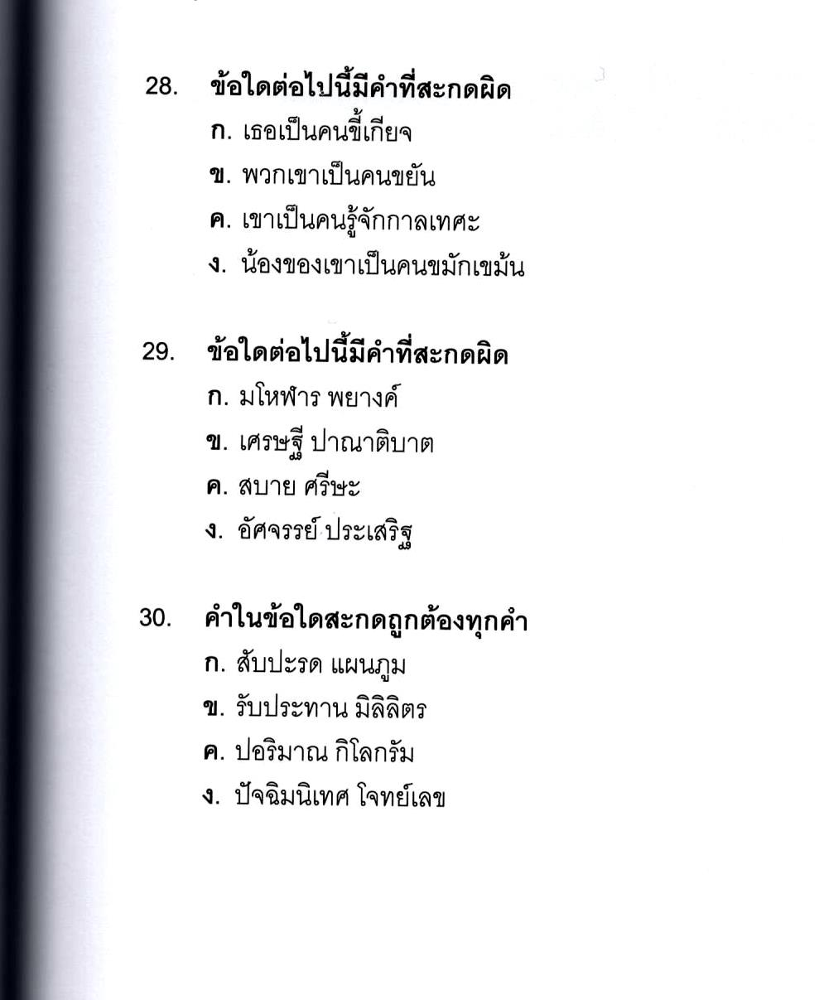 28. ข้อใดต่อไปนี้มีคำที่สะกดผิด
ก. เธอเป็นคนขี้เกียจ
ข. พวกเขาเป็นคนขยัน
ค. เขาเป็นคนรู้จักกาลเทศะ
ง. น้องของเขาเป็นคนขมักเขม้น
29. ข้อใดต่อไปนี้มีคำที่สะกดผิด
ก. มโหฬาร พยางค์
ข. เศรษฐี ปาณาติบาต
ค. สบาย ศรีษะ
ง. อัศจรรย์ ประเสริฐ
30. คำในข้อใดสะกดถูกต้องทุกคำ
ก. สับปะรด แผนภูม
ข. รับประทาน มิลิลิตร
ค. ปอริมาณ กิโลกรัม
ง. ปัจฉิมนิเทศ โจทย์เลข